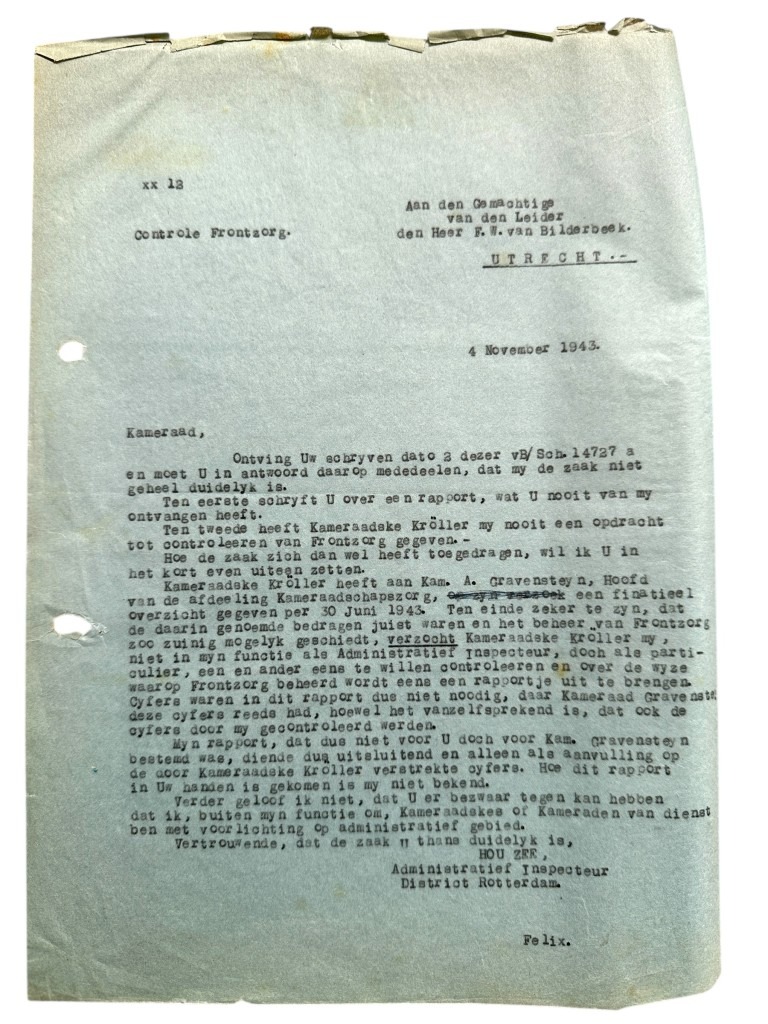 xx 12
Aan den Gemachtigs
van den Leider
Controle Frontzorg.
den Heer F.W.van Bilderbeek.
UTRECHT.-
4 November 1943.
Kameraad,
Ontving Uw schryven dato 2 dezer vB/Sch.14727 a
en moet U in antwoord daarop mededeelen, dat my de zaak niet
geheel duidelyk is.
Ten eerste schryft U over een rapport, wat U nooit van my
ontvangen heeft.
Ten tweede heeft Kameraadske Kröller my nooit een opdracht
tot controleeren van Frontzorg gegeven.-
Hoe de zaak zich dan wel heeft toegedragen, wil ik U in
het kort even uiteen zetten.
Kameraadske Kröller heeft aan Kam. A. Gravensteyn, Hoofd
van de afdeeling Kameraadschapszorg, op zyn verzoek een finatieel
overzicht gegeven per 30 Juni 1943. Ten einde zeker te zyn, dat
de daarin genoemde bedragen juist waren en het beheer van Frontzorg
zoo zuinig mogelyk geschiedt, verzocht Kameraadske Kröller my,
niet in myn functie als Administratief Inspecteur, doch als parti-
culier, een en ander eens te willen controleeren en over de wyze
waarop Frontzorg beheerd wordt eens een rapportje uit te brengen.
Cyfers waren in dit rapport dus niet noodig, daar Kameraad Gravenste
deze cyfers reeds had, hoewel het vanzelfsprekend is, dat ook de
cyfers door my gecontroleerd werden.
Myn rapport, dat dus niet voor U doch voor Kam. Gravensteyn
bestemd was, diende dus uitsluitend en alleen als aanvulling op
de door Kameraadske Kröller verstrekte cyfers. Hoe dit rapport
in Uw handen is gekomen is my niet bekend.
Verder geloof ik niet, dat U er bezwaar tegen kan hebben
dat ik, buiten myn functie om, Kameraadskes of Kameraden van dienst
ben met voorlichting op administratief gebied.
Vertrouwende, dat de zaak U thans duidelyk is,
HOU ZEE,
Administratief Inspecteur
District Rotterdam.
Felix.